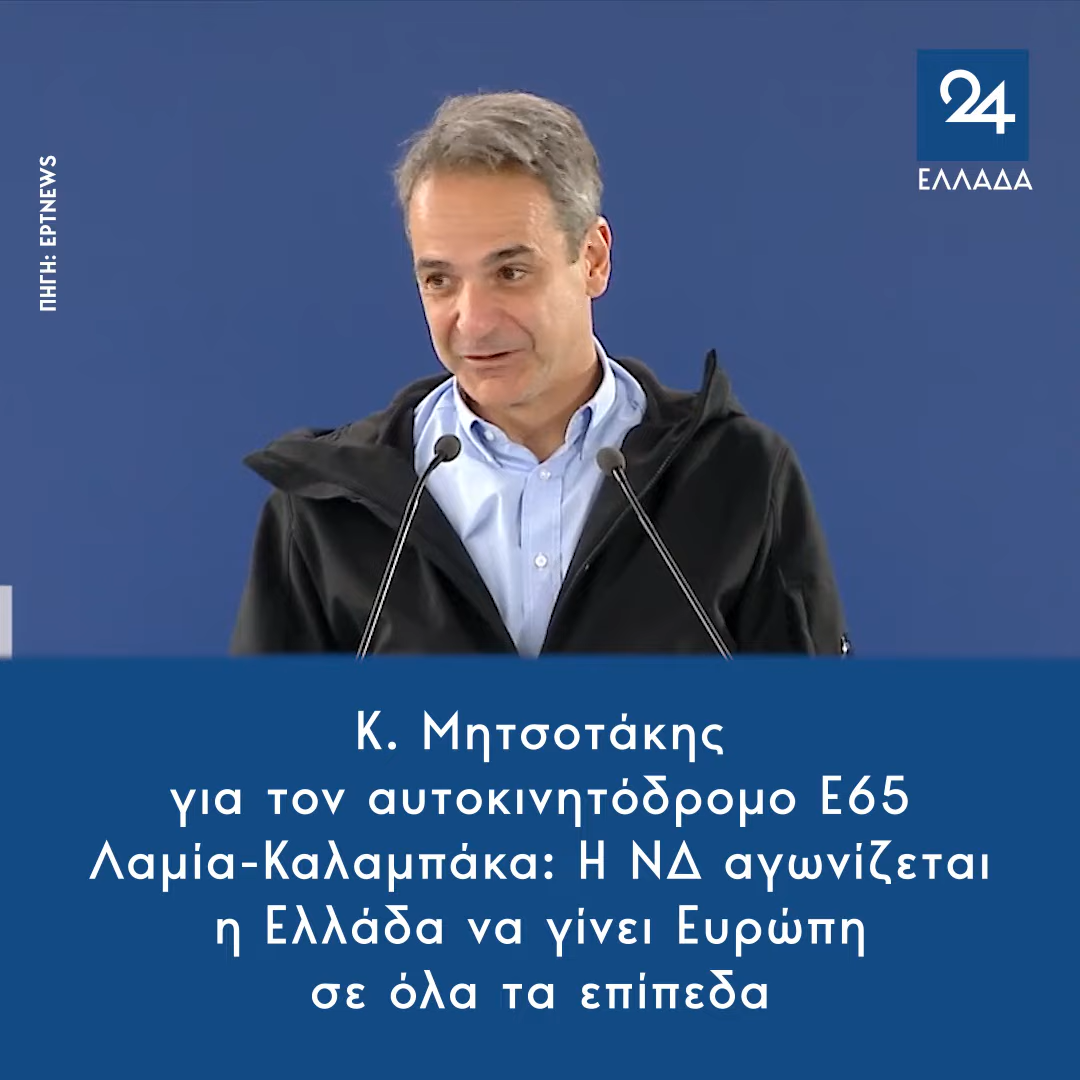 24
ΕΛΛΑΔΑ
ΠΗΓΗ: ΕΡΤNEWS
Κ. Μητσοτάκης
για τον αυτοκινητόδρομο Ε65
Λαμία-Καλαμπάκα: Η ΝΔ αγωνίζεται
η Ελλάδα να γίνει Ευρώπη
σε όλα τα επίπεδα